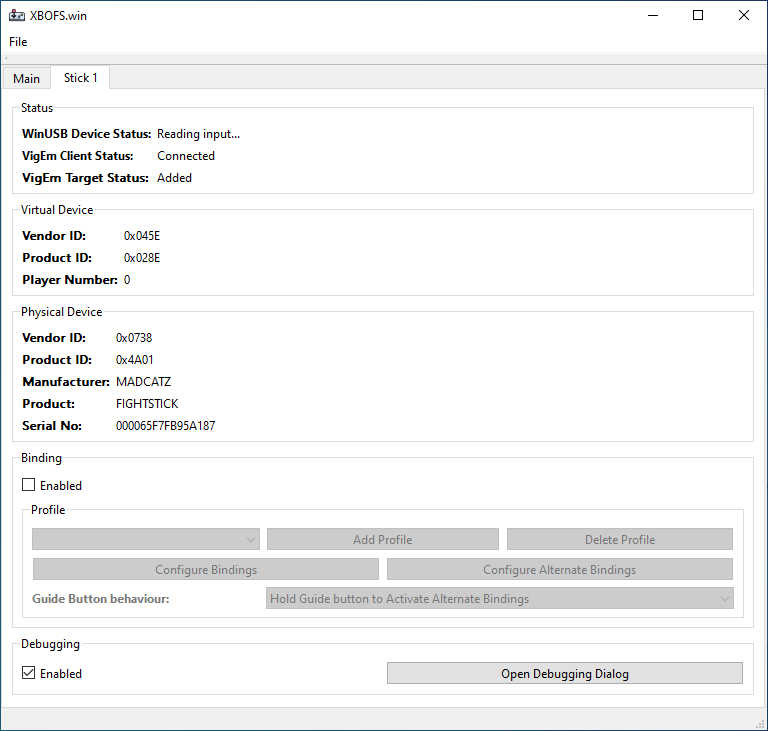 XBOFS.win
File
Main Stick 1
Status
WinUSB Device Status: Reading input...
VigEm Client Status: Connected
VigEm Target Status: Added
Virtual Device
Vendor ID: 0x045E
Product ID: 0x028E
Player Number: 0
Physical Device
Vendor ID: 0x0738
Product ID: 0x4A01
Manufacturer: MADCATZ
Product: FIGHTSTICK
Serial No: 000065F7FB95A187
Binding
Enabled
Profile
Add Profile Delete Profile
Configure Bindings Configure Alternate Bindings
Guide Button behaviour: Hold Guide button to Activate Alternate Bindings
Debugging
Enabled Open Debugging Dialog